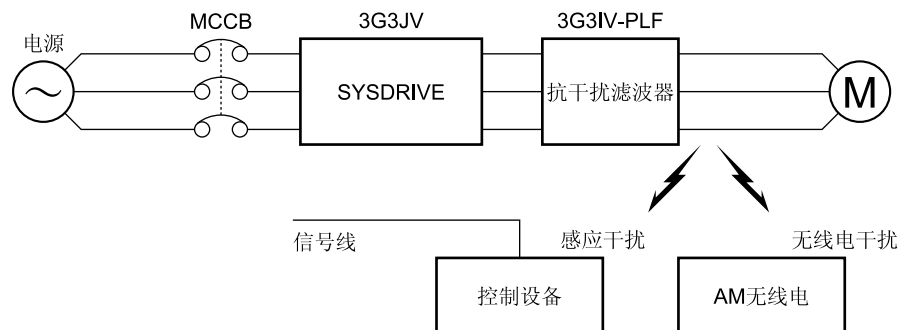 MCCB
3G3JV
3G3IV-PLF
电源
SYSDRIVE
抗干扰滤波器
M
信号线
感应干扰
无线电干扰
控制设备
AM无线电